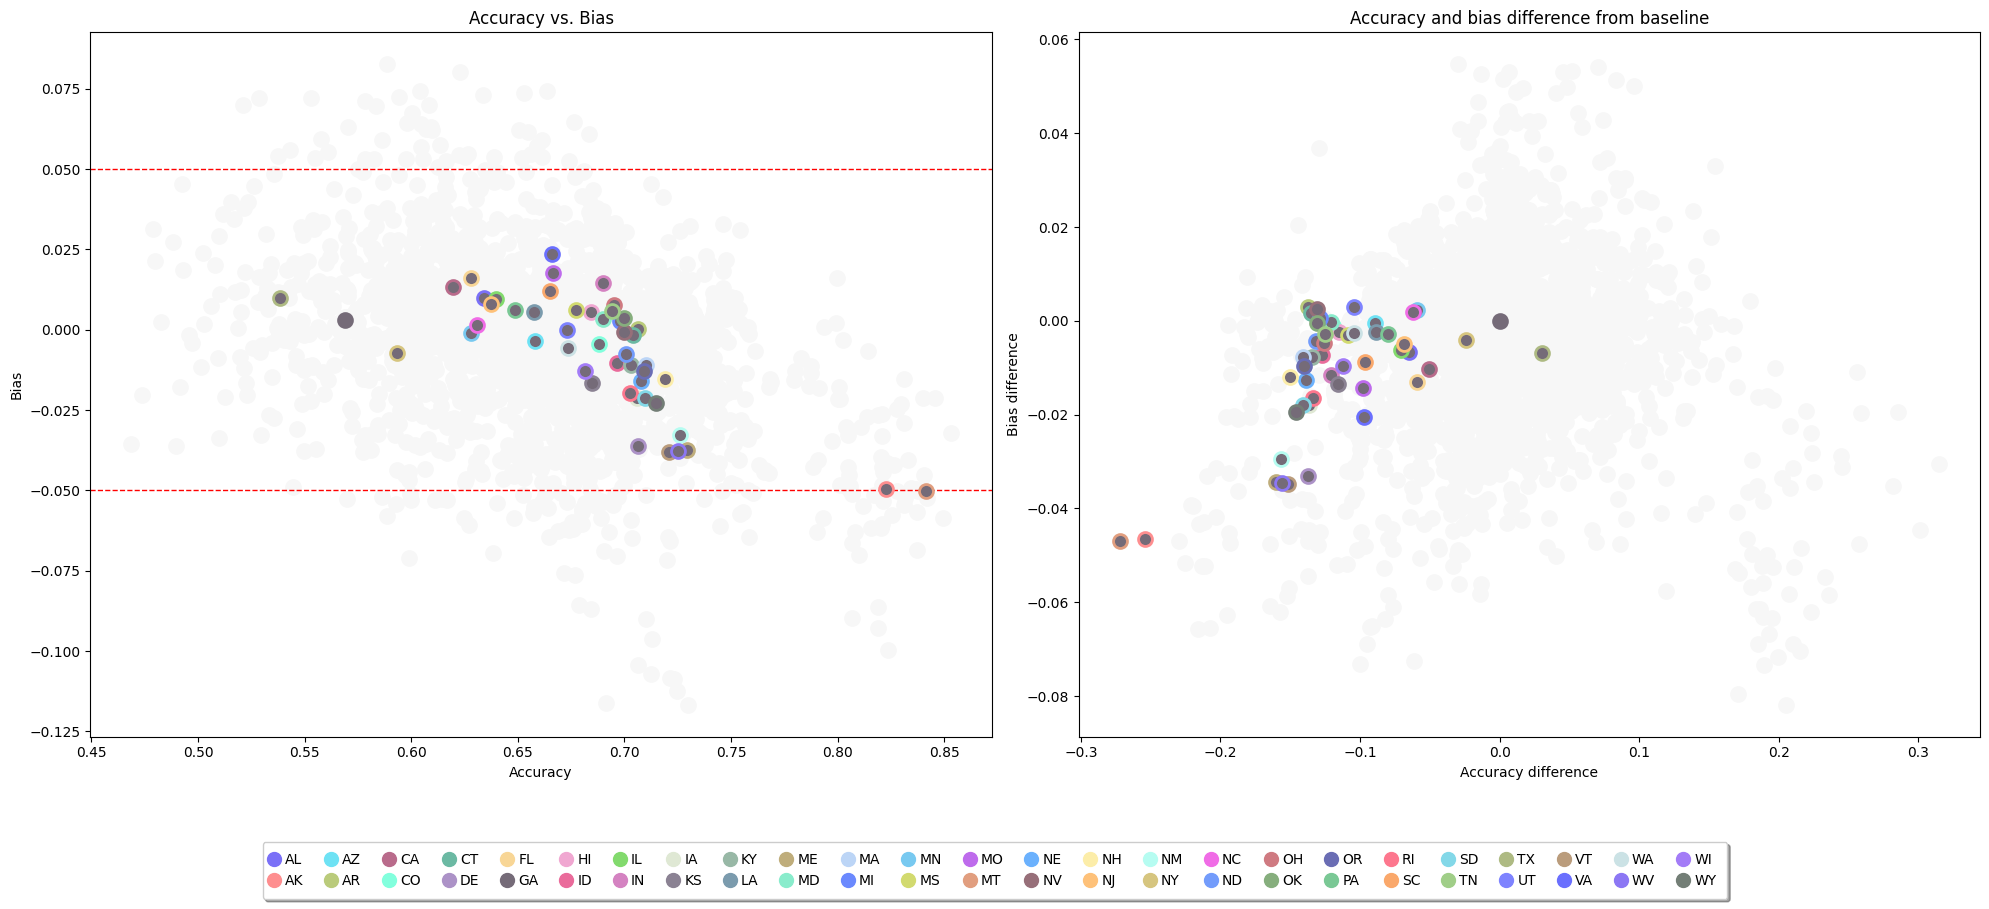 Accuracy vs. Bias
0.075
0.050
0.025
0.000
−0.025
−0.050
−0.075
−0.100
−0.125
Bias
0.45 0.50 0.55 0.60 0.65 0.70 0.75 0.80 0.85
Accuracy
Accuracy and bias difference from baseline
0.06
0.04
0.02
0.00
−0.02
−0.04
−0.06
−0.08
Bias difference
−0.3 −0.2 −0.1 0.0 0.1 0.2 0.3
Accuracy difference
AL AZ CA CT FL HI IL IA KY ME MA MN MO NE NH NM NC OH OR RI SD TX VT WA WI
AK AR CO DE GA ID IN KS LA MD MI MS MT NV NJ NY ND OK PA SC TN UT VA WV WY